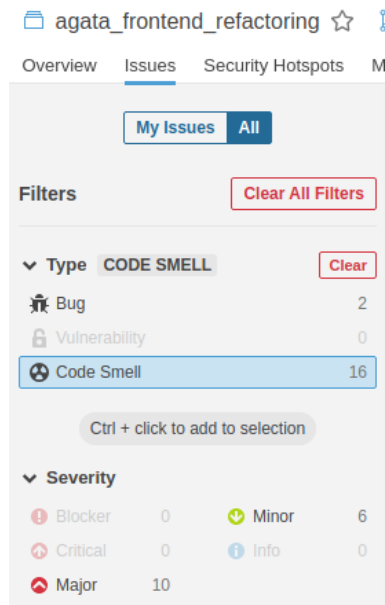 agata_frontend_refactoring
Overview Issues Security Hotspots M
My Issues All
Filters Clear All Filters
Type CODE SMELL Clear
Bug 2
Vulnerability 0
Code Smell 16
Ctrl + click to add to selection
Severity
Blocker 0 Minor 6
Critical 0 Info 0
Major 10